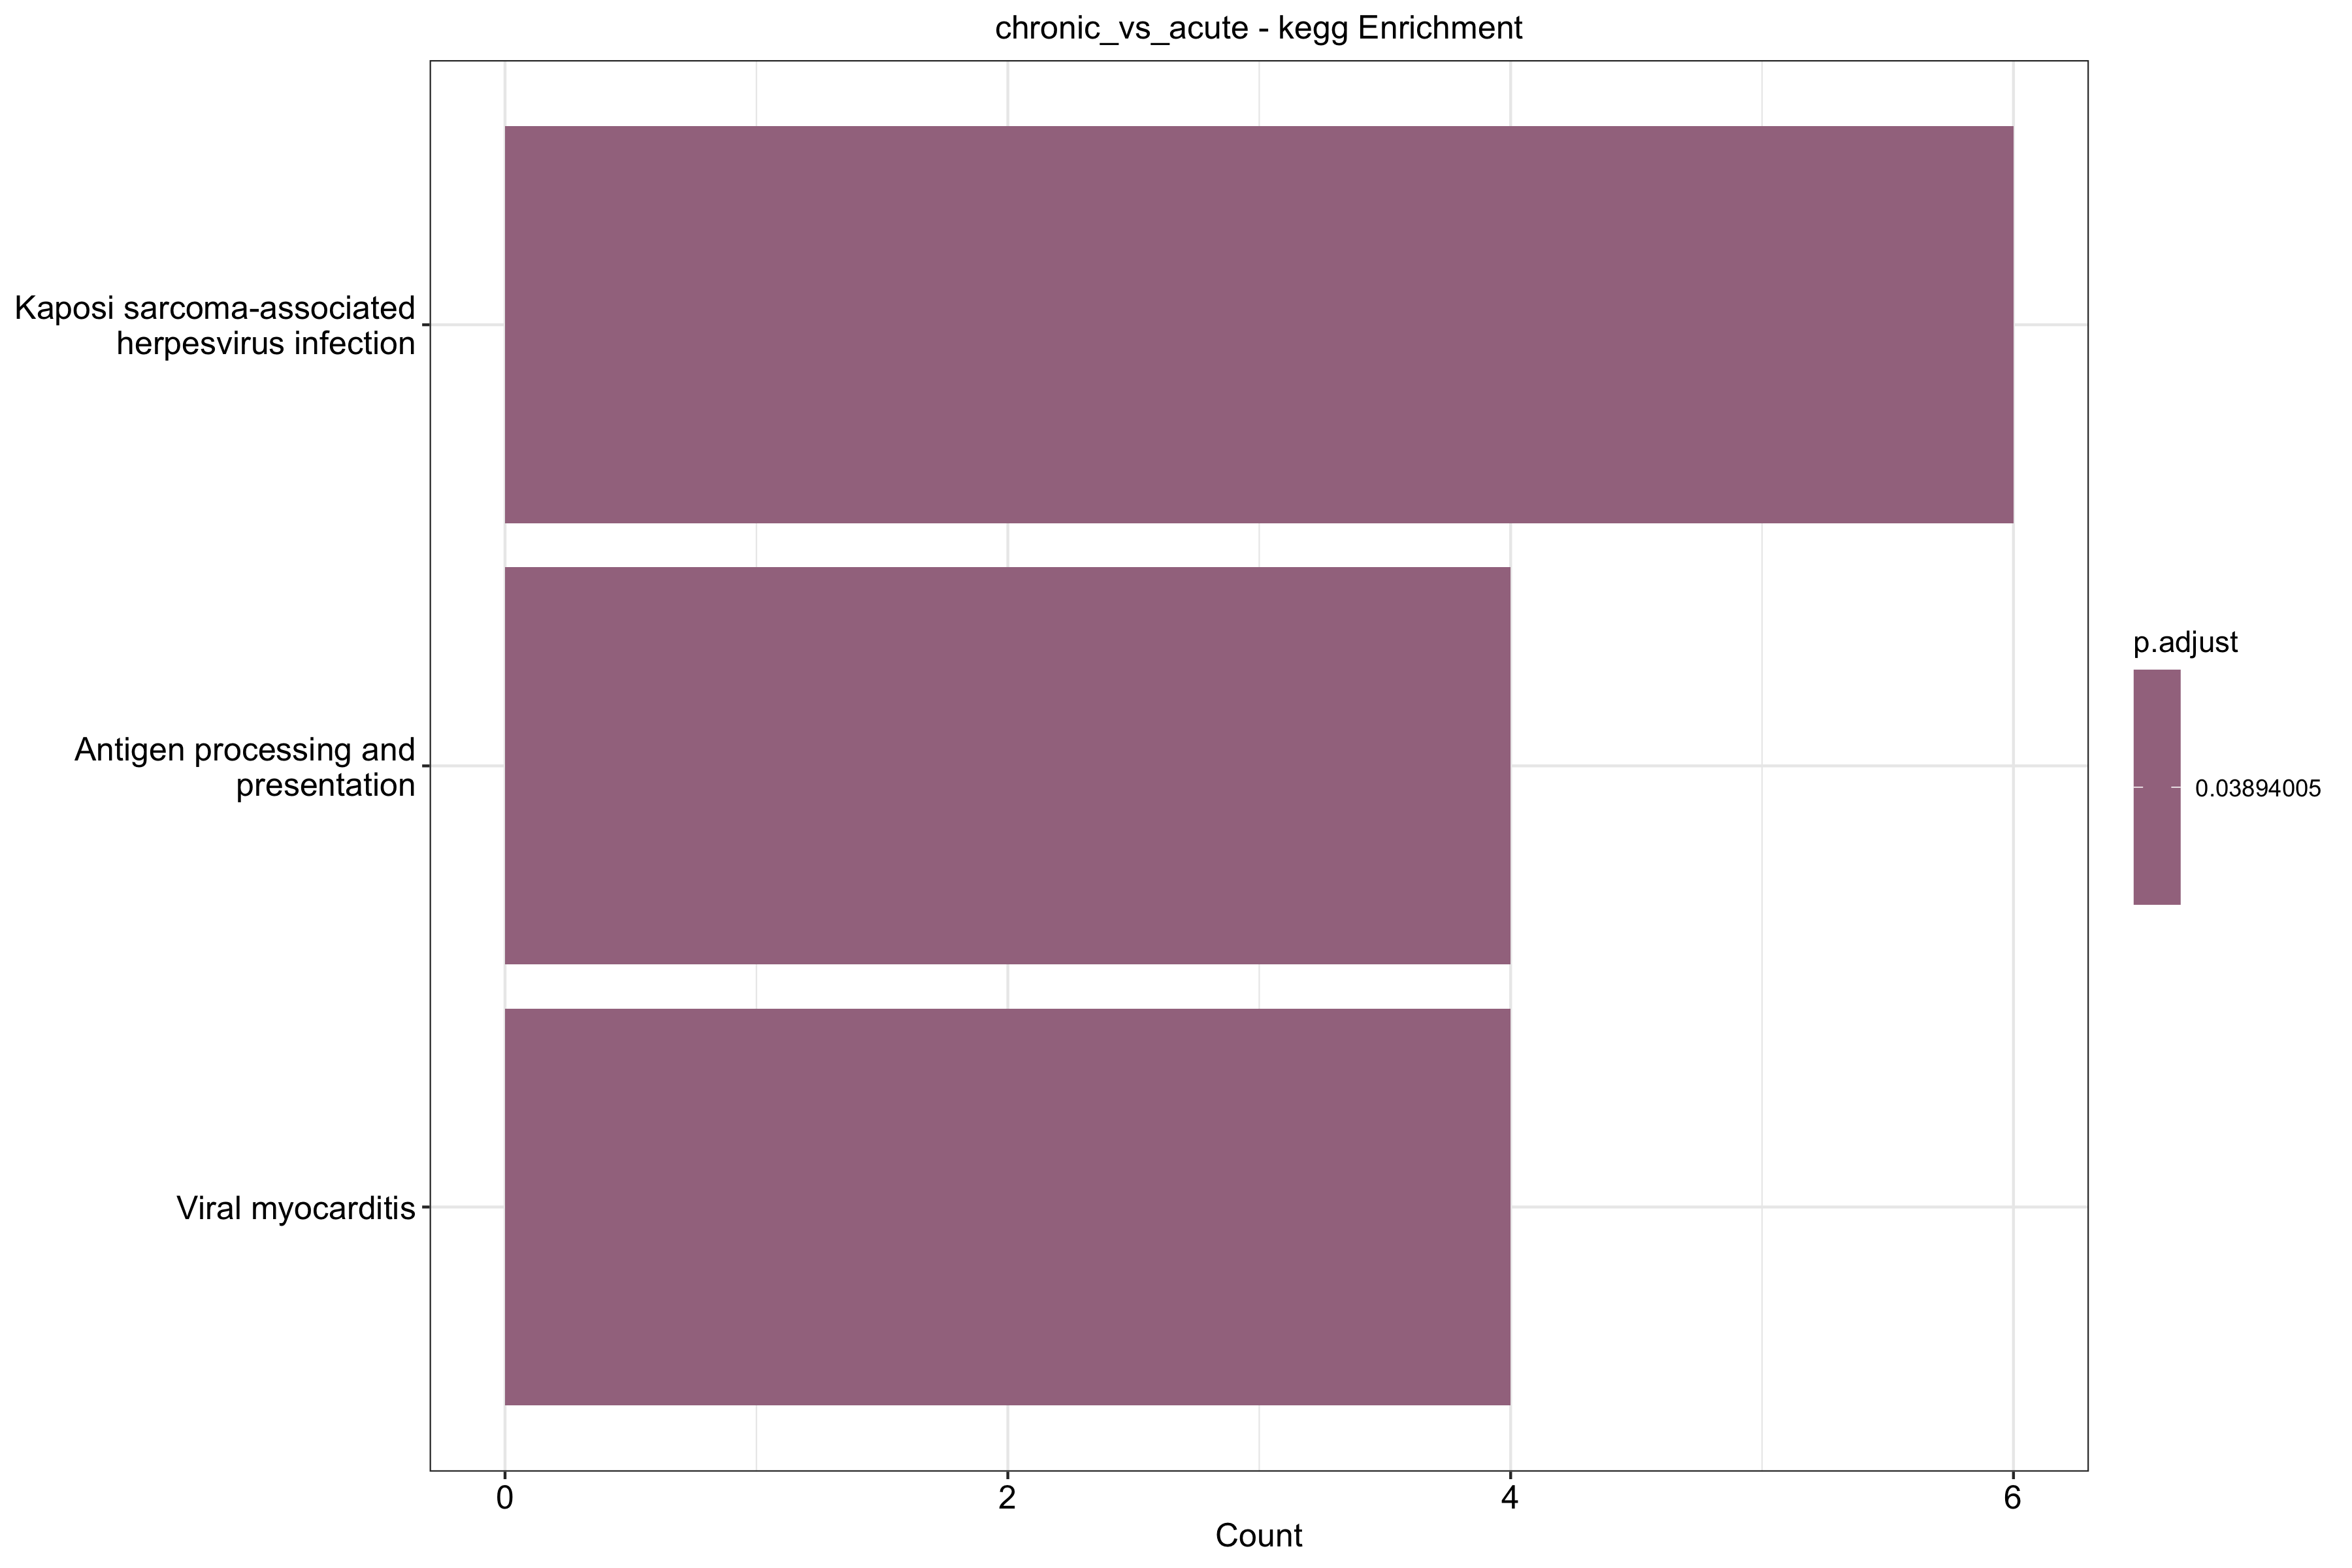 chronic_vs_acute - kegg Enrichment
Kaposi sarcoma-associated
herpesvirus infection
Antigen processing and
presentation
Viral myocarditis
0
2
4
6
Count
p.adjust
0.03894005